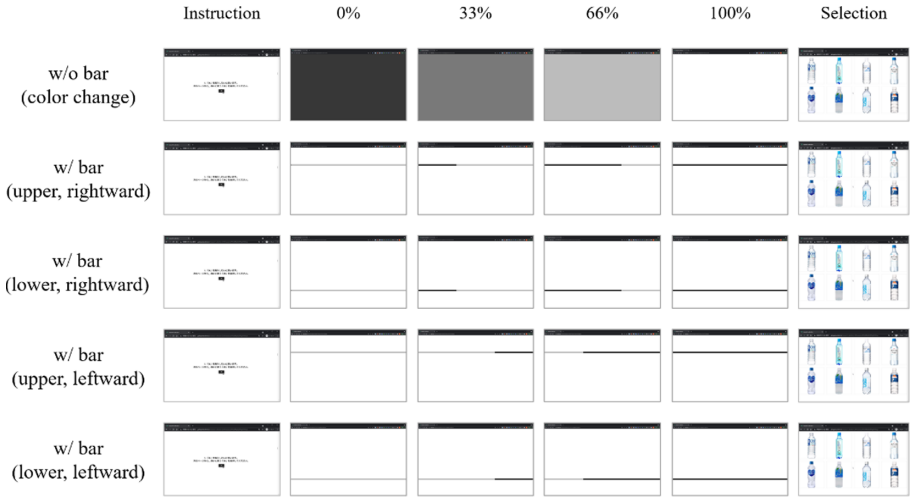 Instruction 0% 33% 66% 100% Selection
w/o bar
(color change)
w/ bar
(upper, rightward)
w/ bar
(lower, rightward)
w/ bar
(upper, leftward)
w/ bar
(lower, leftward)